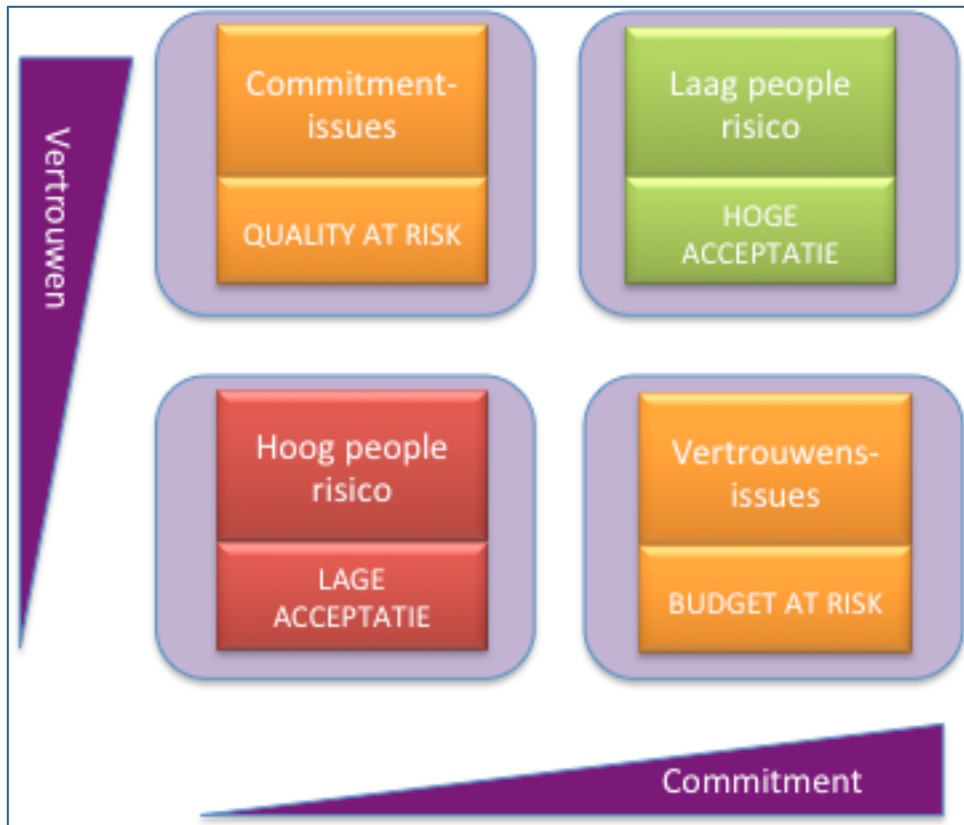 Vertrouwen
Commitment-
issues
QUALITY AT RISK
Laag people
risico
HOGE
ACCEPTATIE
Hoog people
risico
LAGE
ACCEPTATIE
Vertrouwens-
issues
BUDGET AT RISK
Commitment